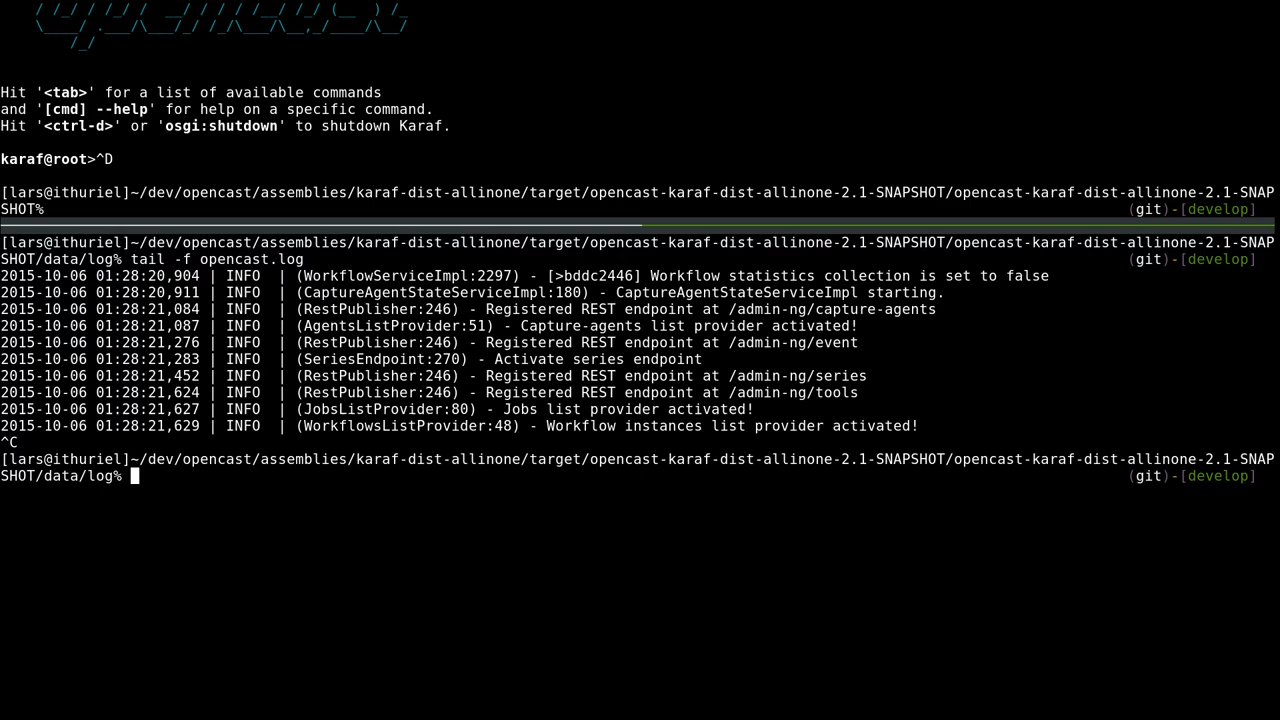 Hit '<tab>' for a list of available commands
and '[cmd] --help' for help on a specific command.
Hit '<ctrl-d>' or 'osgi:shutdown' to shutdown Karaf.
karaf@root>^D
[lars@ithuriel]~/dev/opencast/assemblies/karaf-dist-allinone/target/opencast-karaf-dist-allinone-2.1-SNAPSHOT/opencast-karaf-dist-allinone-2.1-SNAP
SHOT% (git)-[develop]
[lars@ithuriel]~/dev/opencast/assemblies/karaf-dist-allinone/target/opencast-karaf-dist-allinone-2.1-SNAPSHOT/opencast-karaf-dist-allinone-2.1-SNAP
SHOT/data/log% tail -f opencast.log (git)-[develop]
2015-10-06 01:28:20,904 | INFO  | (WorkflowServiceImpl:2297) - [>bddc2446] Workflow statistics collection is set to false
2015-10-06 01:28:20,911 | INFO  | (CaptureAgentStateServiceImpl:180) - CaptureAgentStateServiceImpl starting.
2015-10-06 01:28:21,084 | INFO  | (RestPublisher:246) - Registered REST endpoint at /admin-ng/capture-agents
2015-10-06 01:28:21,087 | INFO  | (AgentsListProvider:51) - Capture-agents list provider activated!
2015-10-06 01:28:21,276 | INFO  | (RestPublisher:246) - Registered REST endpoint at /admin-ng/event
2015-10-06 01:28:21,283 | INFO  | (SeriesEndpoint:270) - Activate series endpoint
2015-10-06 01:28:21,452 | INFO  | (RestPublisher:246) - Registered REST endpoint at /admin-ng/series
2015-10-06 01:28:21,624 | INFO  | (RestPublisher:246) - Registered REST endpoint at /admin-ng/tools
2015-10-06 01:28:21,627 | INFO  | (JobsListProvider:80) - Jobs list provider activated!
2015-10-06 01:28:21,629 | INFO  | (WorkflowsListProvider:48) - Workflow instances list provider activated!
^C
[lars@ithuriel]~/dev/opencast/assemblies/karaf-dist-allinone/target/opencast-karaf-dist-allinone-2.1-SNAPSHOT/opencast-karaf-dist-allinone-2.1-SNAP
SHOT/data/log% (git)-[develop]